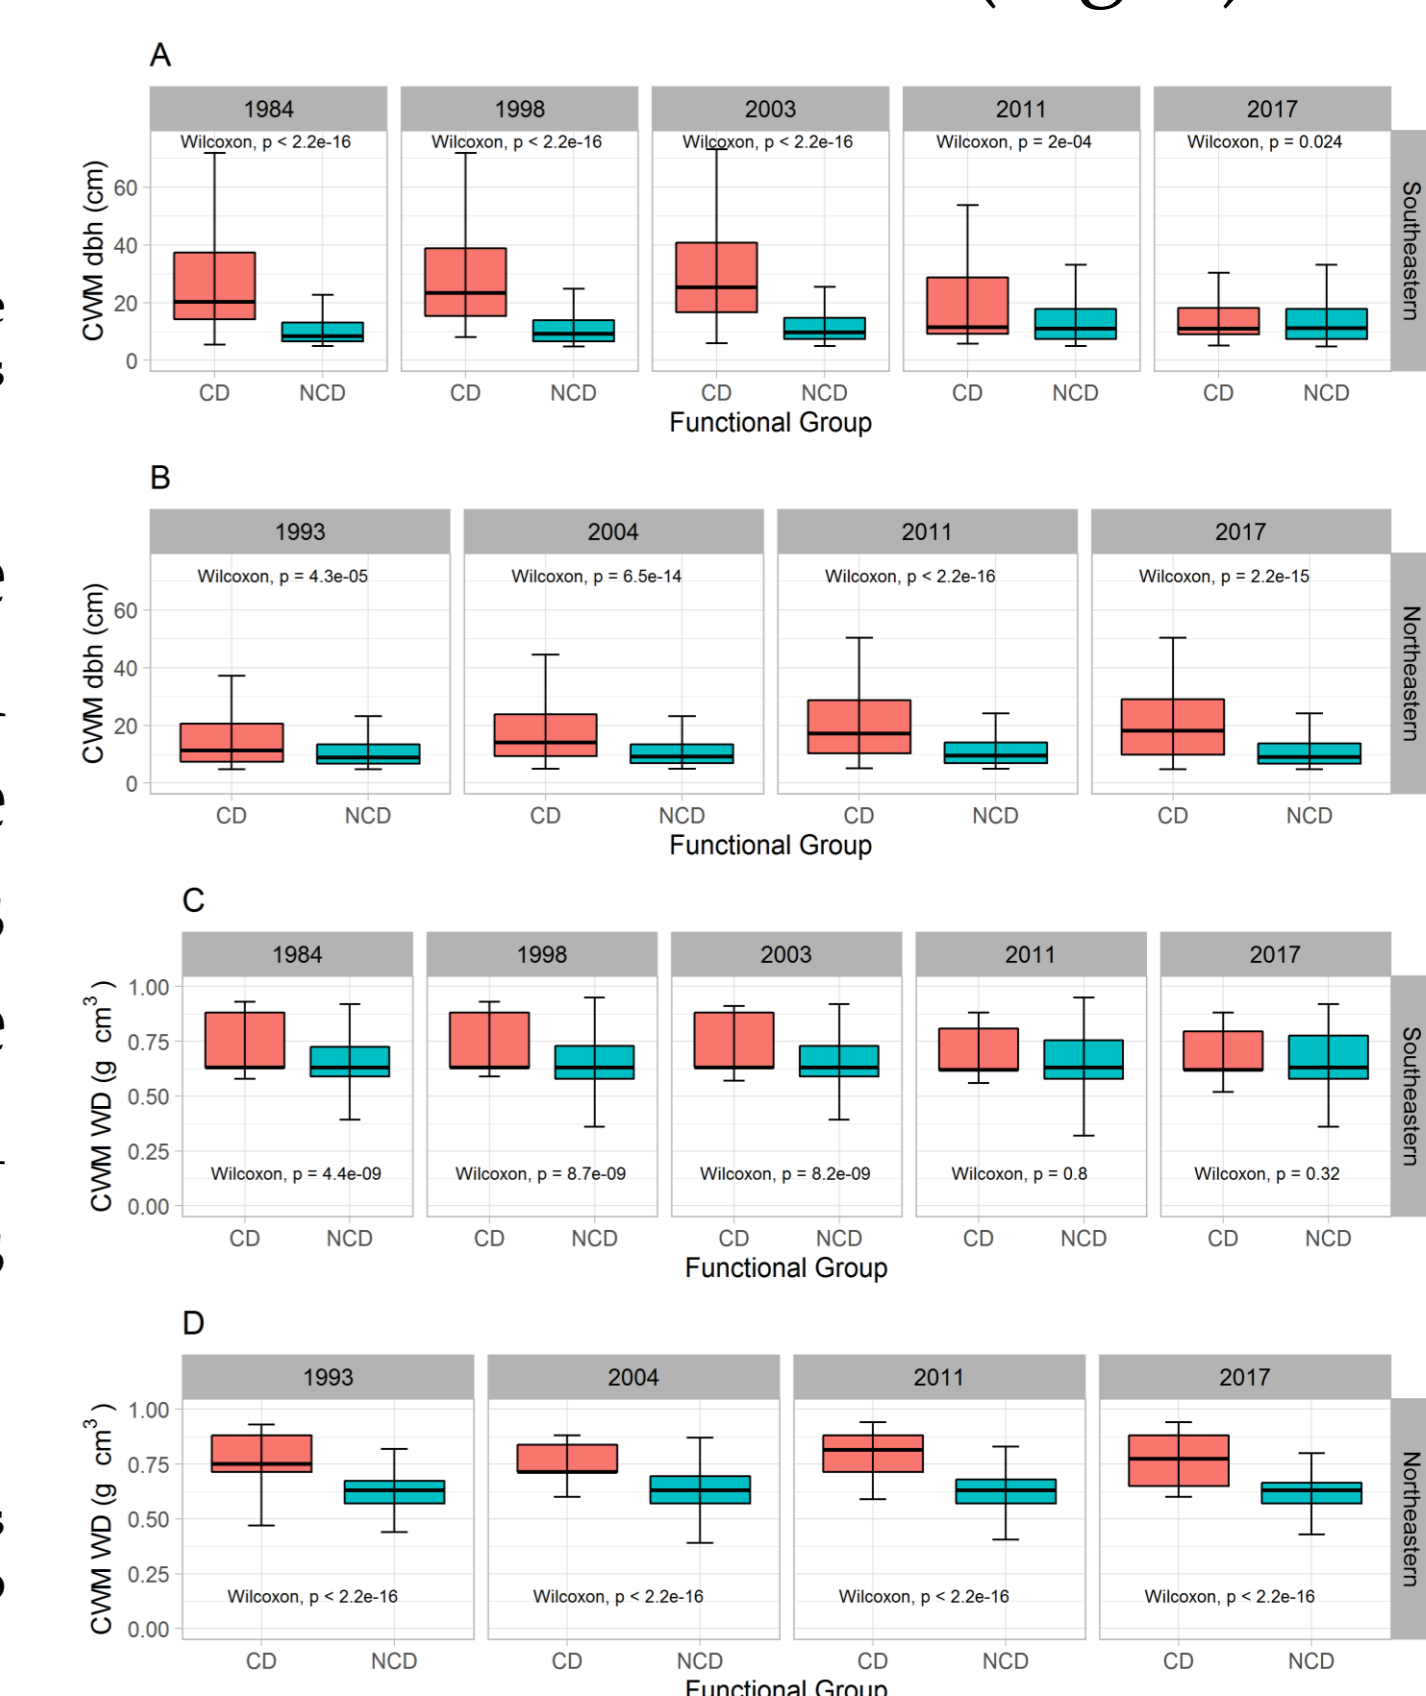 A
1984 1998 2003 2011 2017
Wilcoxon, p < 2.2e-16 Wilcoxon, p < 2.2e-16 Wilcoxon, p < 2.2e-16 Wilcoxon, p = 2e-04 Wilcoxon, p = 0.024
CWM dbh (cm)
60
40
20
0
Southeastern
CD NCD CD NCD CD NCD CD NCD CD NCD
Functional Group
B
1993 2004 2011 2017
Wilcoxon, p = 4.3e-05 Wilcoxon, p = 6.5e-14 Wilcoxon, p < 2.2e-16 Wilcoxon, p = 2.2e-15
CWM dbh (cm)
60
40
20
0
Northeastern
CD NCD CD NCD CD NCD CD NCD
Functional Group
C
1984 1998 2003 2011 2017
CWM WD (g cm³)
1.00
0.75
0.50
0.25
0.00
Wilcoxon, p = 4.4e-09 Wilcoxon, p = 8.7e-09 Wilcoxon, p = 8.2e-09 Wilcoxon, p = 0.8 Wilcoxon, p = 0.32
Southeastern
CD NCD CD NCD CD NCD CD NCD CD NCD
Functional Group
D
1993 2004 2011 2017
CWM WD (g cm³)
1.00
0.75
0.50
0.25
0.00
Wilcoxon, p < 2.2e-16 Wilcoxon, p < 2.2e-16 Wilcoxon, p < 2.2e-16 Wilcoxon, p < 2.2e-16
Northeastern
CD NCD CD NCD CD NCD CD NCD
Functional Group